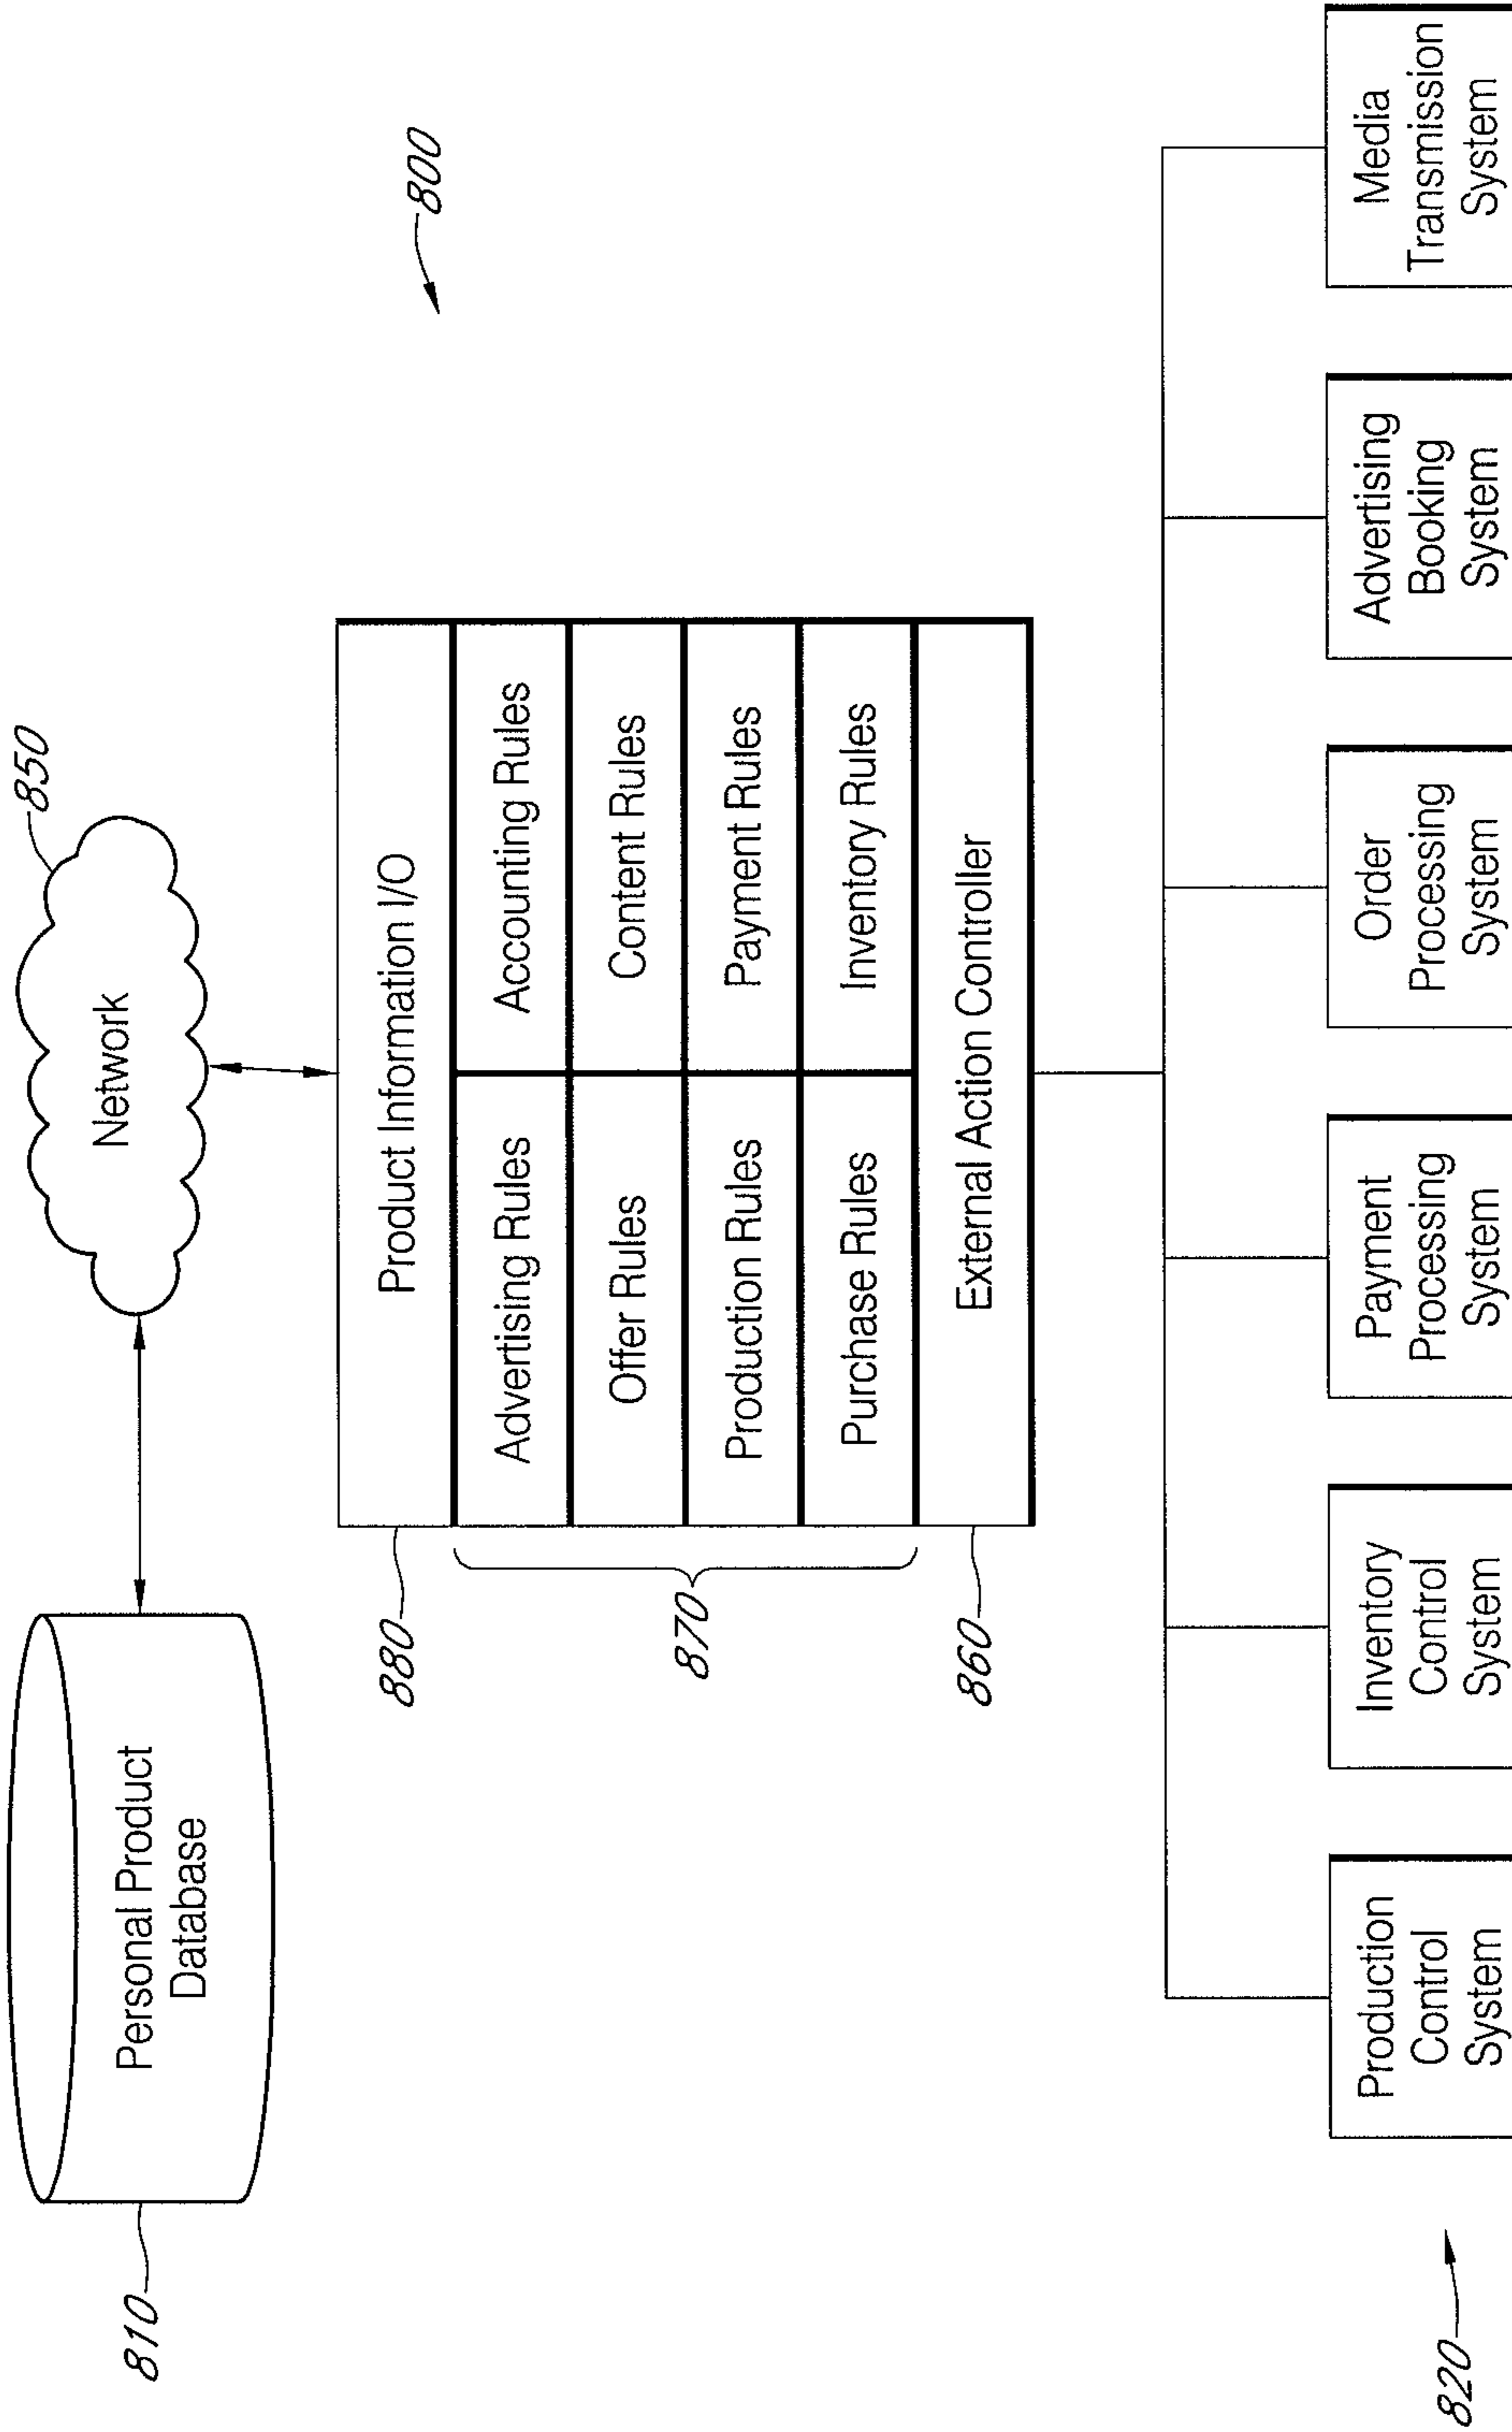 810
Personal Product
Database
Network
850
800
880
Product Information I/O
870
Advertising Rules
Accounting Rules
Offer Rules
Content Rules
Production Rules
Payment Rules
Purchase Rules
Inventory Rules
860
External Action Controller
820
Production
Control
System
Inventory
Control
System
Payment
Processing
System
Order
Processing
System
Advertising
Booking
System
Media
Transmission
System